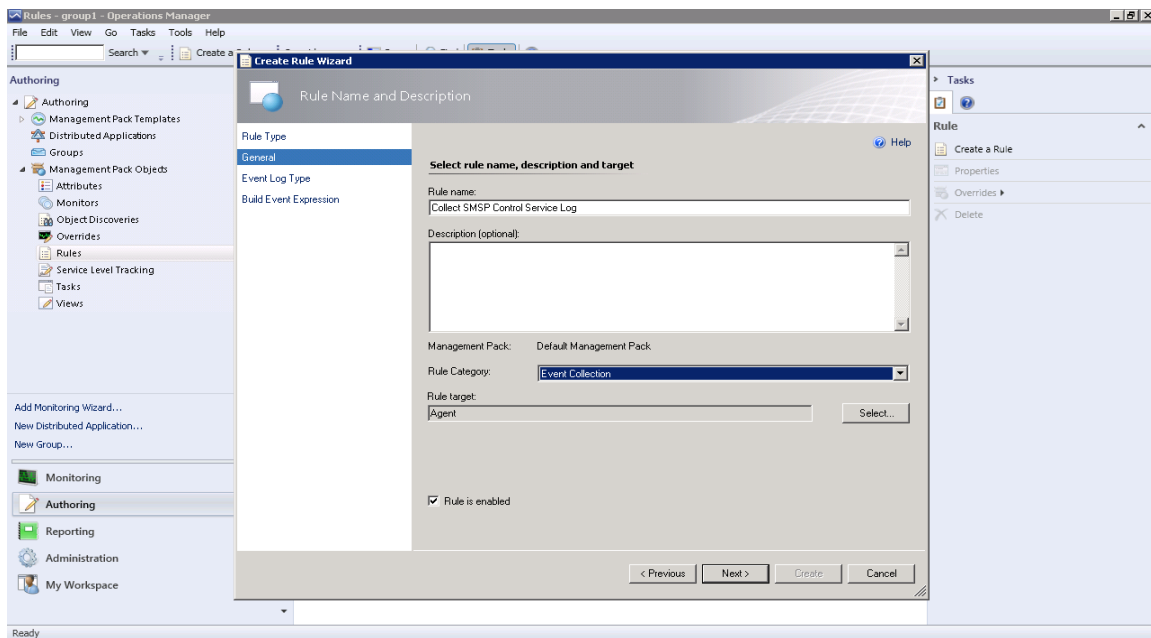 Rules - group1 - Operations Manager
File Edit View Go Tasks Tools Help
Search
Create a
Authoring
Authoring
Management Pack Templates
Distributed Applications
Groups
Management Pack Objects
Attributes
Monitors
Object Discoveries
Overrides
Rules
Service Level Tracking
Tasks
Views
Add Monitoring Wizard...
New Distributed Application...
New Group...
Monitoring
Authoring
Reporting
Administration
My Workspace
Ready
Create Rule Wizard
Rule Name and Description
Rule Type
General
Event Log Type
Build Event Expression
Help
Select rule name, description and target
Rule name:
Collect SMSP Control Service Log
Description (optional):
Management Pack: Default Management Pack
Rule Category: Event Collection
Rule target:
Agent
Select...
Rule is enabled
< Previous Next > Create Cancel
Tasks
Rule
Create a Rule
Properties
Overrides
Delete